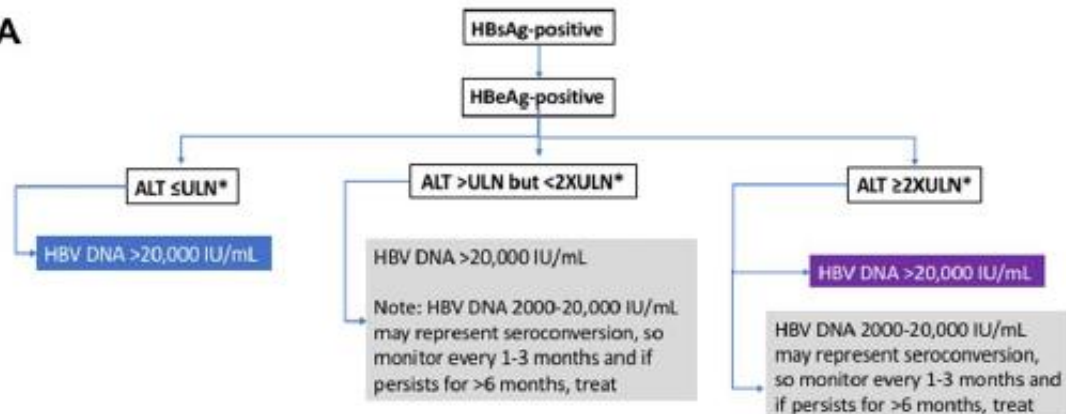 A
HBsAg-positive
HBeAg-positive
ALT ≤ULN*
ALT >ULN but <2XULN*
ALT ≥2XULN*
HBV DNA >20,000 IU/mL
HBV DNA >20,000 IU/mL
Note: HBV DNA 2000-20,000 IU/mL
may represent seroconversion, so
monitor every 1-3 months and if
persists for >6 months, treat
HBV DNA >20,000 IU/mL
HBV DNA 2000-20,000 IU/mL
may represent seroconversion,
so monitor every 1-3 months and
if persists for >6 months, treat